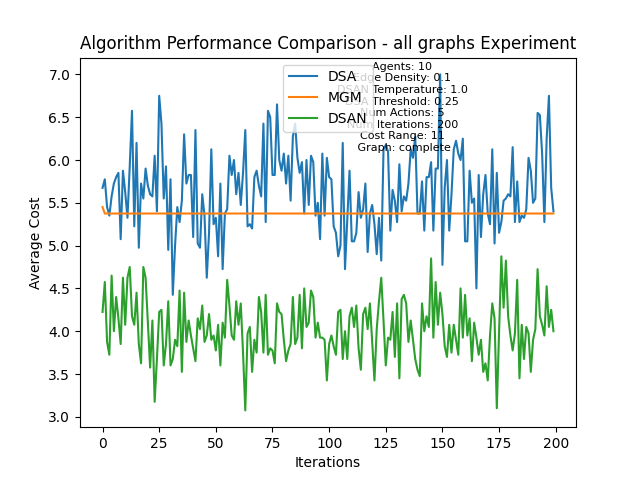 Algorithm Performance Comparison - all graphs Experiment
Average Cost
7.0
6.5
6.0
5.5
5.0
4.5
4.0
3.5
3.0
DSA
MGM
DSAN
Agents: 10
Edge Density: 0.1
DSAN Temperature: 1.0
DSA Threshold: 0.25
Num Actions: 5
Num Iterations: 200
Cost Range: 11
Graph: complete
0 25 50 75 100 125 150 175 200
Iterations